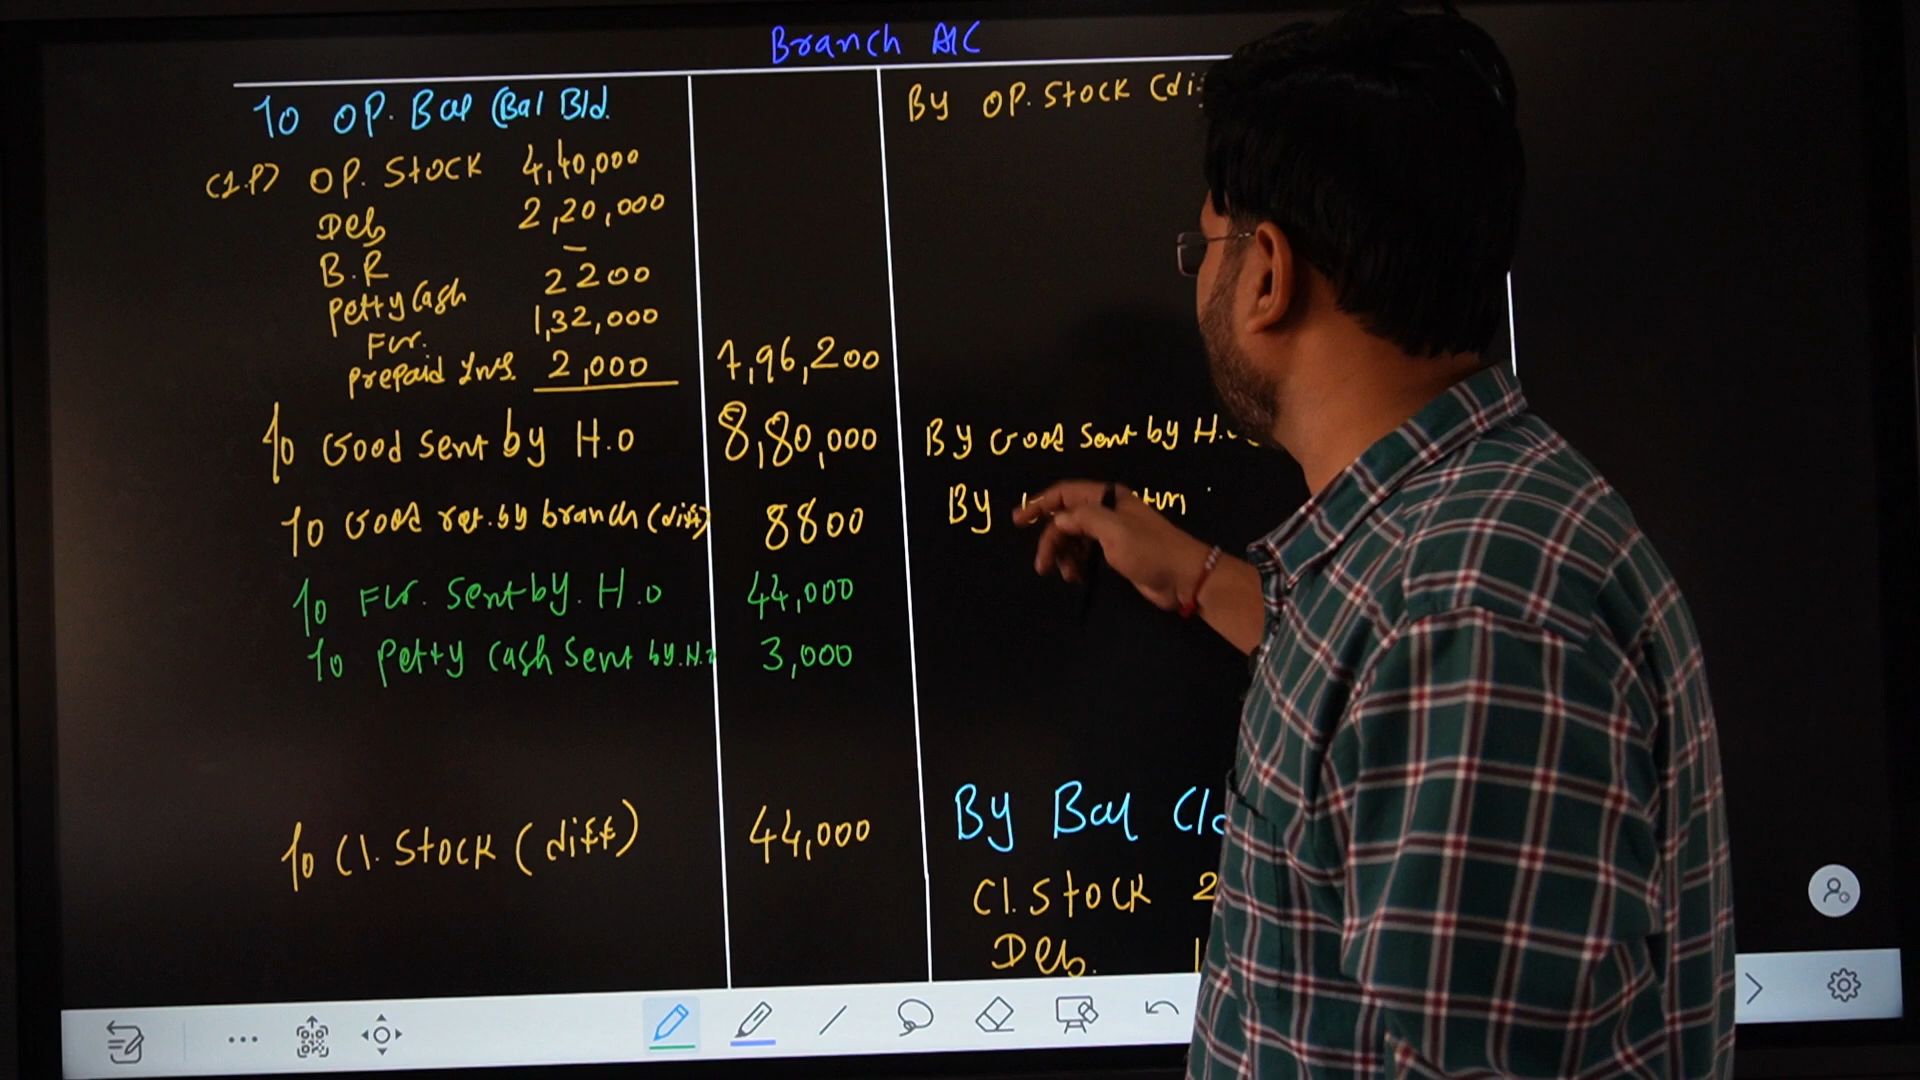 Branch A/C
To OP. Bal (Bal B/d.
(I.P) OP. Stock 4,40,000
Deb 2,20,000
B.R –
Petty Cash 2200
Fur. 1,32,000
Prepaid Ins. 2,000 7,96,200
To Good Sent by H.O 8,80,000
To Good ret. by branch (diff) 8800
To Fur. Sent by. H.O 44,000
To Petty Cash Sent by. H.O 3,000
To Cl. Stock (diff) 44,000
By OP. Stock
By Good Sent by
By
By Bal
Cl. Stock
Deb.